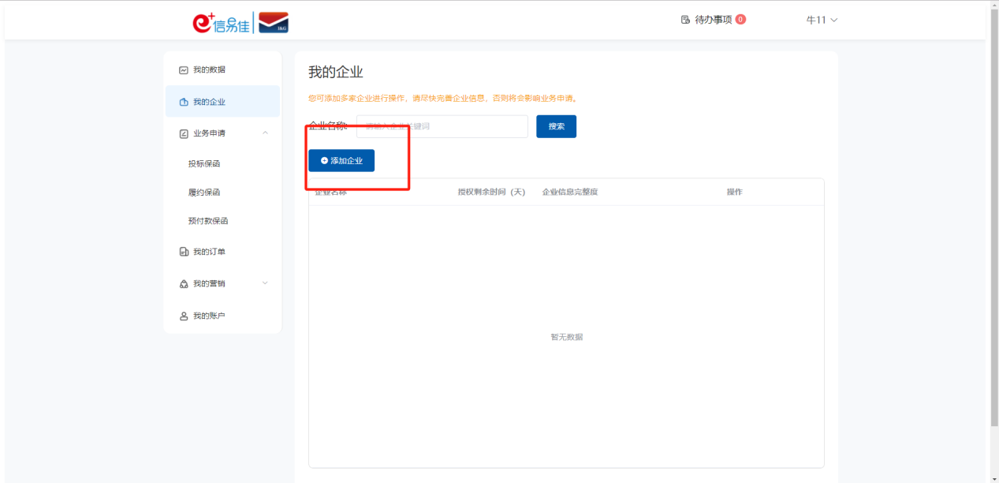 e+信易佳 I&G
待办事项 0
牛11
我的数据
我的企业
业务申请
投标保函
履约保函
预付款保函
我的订单
我的营销
我的账户
我的企业
您可添加多家企业进行操作，请尽快完善企业信息，否则将会影响业务申请。
企业名称: 请输入企业关键词 搜索
添加企业
企业名称 授权剩余时间（天） 企业信息完整度 操作
暂无数据